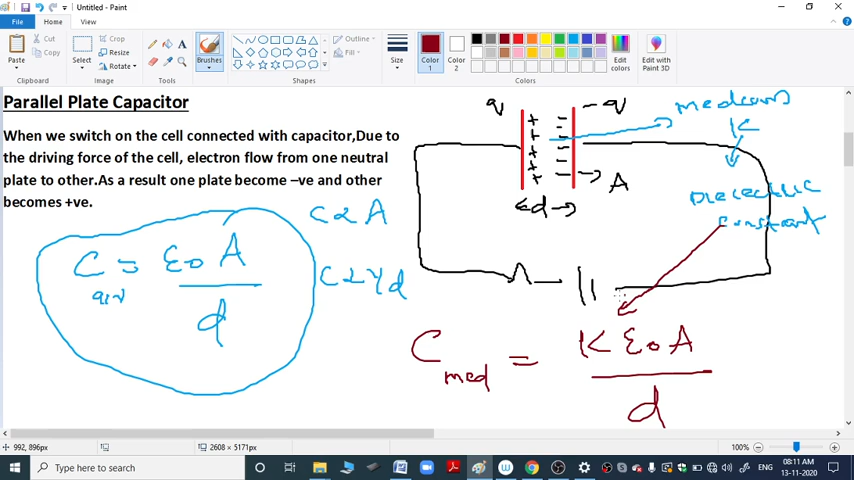 Untitled - Paint
File Home View
Cut
Copy
Paste
Clipboard
Crop
Resize
Rotate
Select
Image
Tools
Brushes
Shapes
Outline
Fill
Size
Color 1
Color 2
Colors
Edit colors
Edit with Paint 3D
Parallel Plate Capacitor
When we switch on the cell connected with capacitor,Due to
the driving force of the cell, electron flow from one neutral
plate to other.As a result one plate become –ve and other
becomes +ve.
q -q
+ + + + +
- - - - -
A
d
K
Constant
C ∝ A
C ∝ 1/d
C air = ε0 A / d
C med = K ε0 A / d
992, 896px
2608 × 5171px
100%
Type here to search
ENG
08:11 AM
13-11-2020